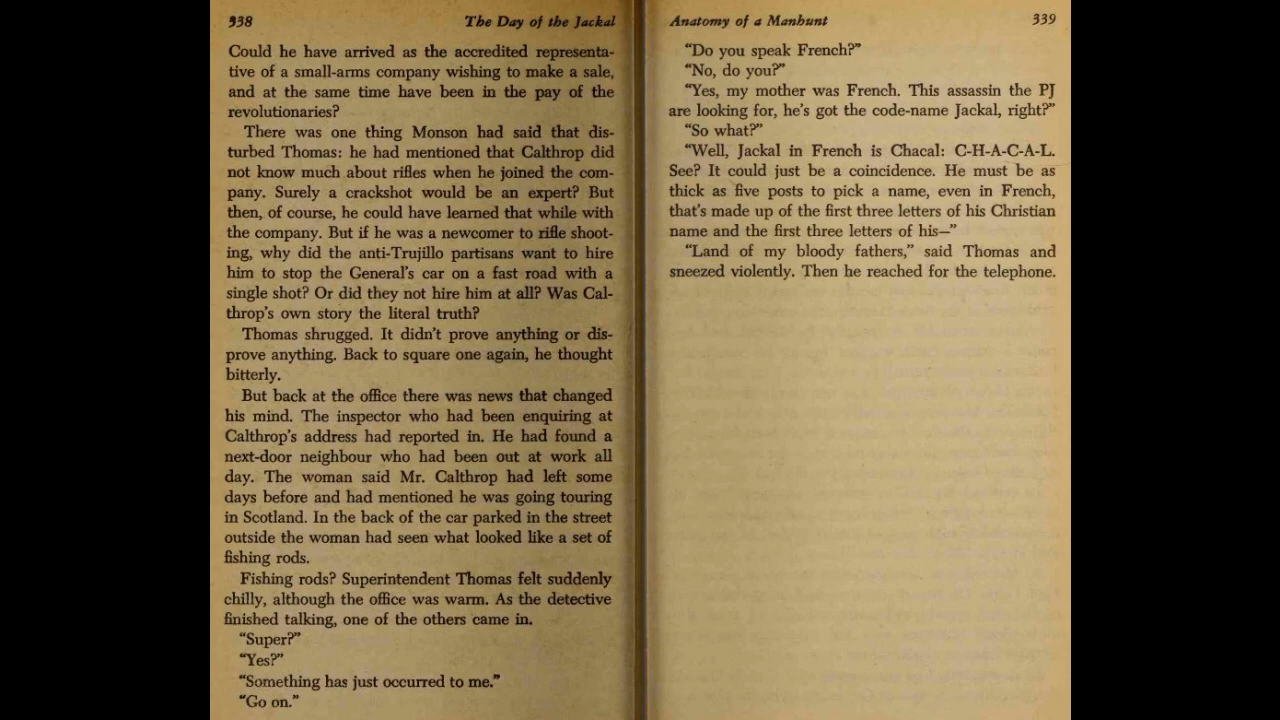 338 The Day of the Jackal
Could he have arrived as the accredited representa-
tive of a small-arms company wishing to make a sale,
and at the same time have been in the pay of the
revolutionaries?
There was one thing Monson had said that dis-
turbed Thomas: he had mentioned that Calthrop did
not know much about rifles when he joined the com-
pany. Surely a crackshot would be an expert? But
then, of course, he could have learned that while with
the company. But if he was a newcomer to rifle shoot-
ing, why did the anti-Trujillo partisans want to hire
him to stop the General's car on a fast road with a
single shot? Or did they not hire him at all? Was Cal-
throp's own story the literal truth?
Thomas shrugged. It didn't prove anything or dis-
prove anything. Back to square one again, he thought
bitterly.
But back at the office there was news that changed
his mind. The inspector who had been enquiring at
Calthrop's address had reported in. He had found a
next-door neighbour who had been out at work all
day. The woman said Mr. Calthrop had left some
days before and had mentioned he was going touring
in Scotland. In the back of the car parked in the street
outside the woman had seen what looked like a set of
fishing rods.
Fishing rods? Superintendent Thomas felt suddenly
chilly, although the office was warm. As the detective
finished talking, one of the others came in.
"Super?"
"Yes?"
"Something has just occurred to me."
"Go on."
Anatomy of a Manhunt 339
"Do you speak French?"
"No, do you?"
"Yes, my mother was French. This assassin the PJ
are looking for, he's got the code-name Jackal, right?"
"So what?"
"Well, Jackal in French is Chacal: C-H-A-C-A-L.
See? It could just be a coincidence. He must be as
thick as five posts to pick a name, even in French,
that's made up of the first three letters of his Christian
name and the first three letters of his—"
"Land of my bloody fathers," said Thomas and
sneezed violently. Then he reached for the telephone.